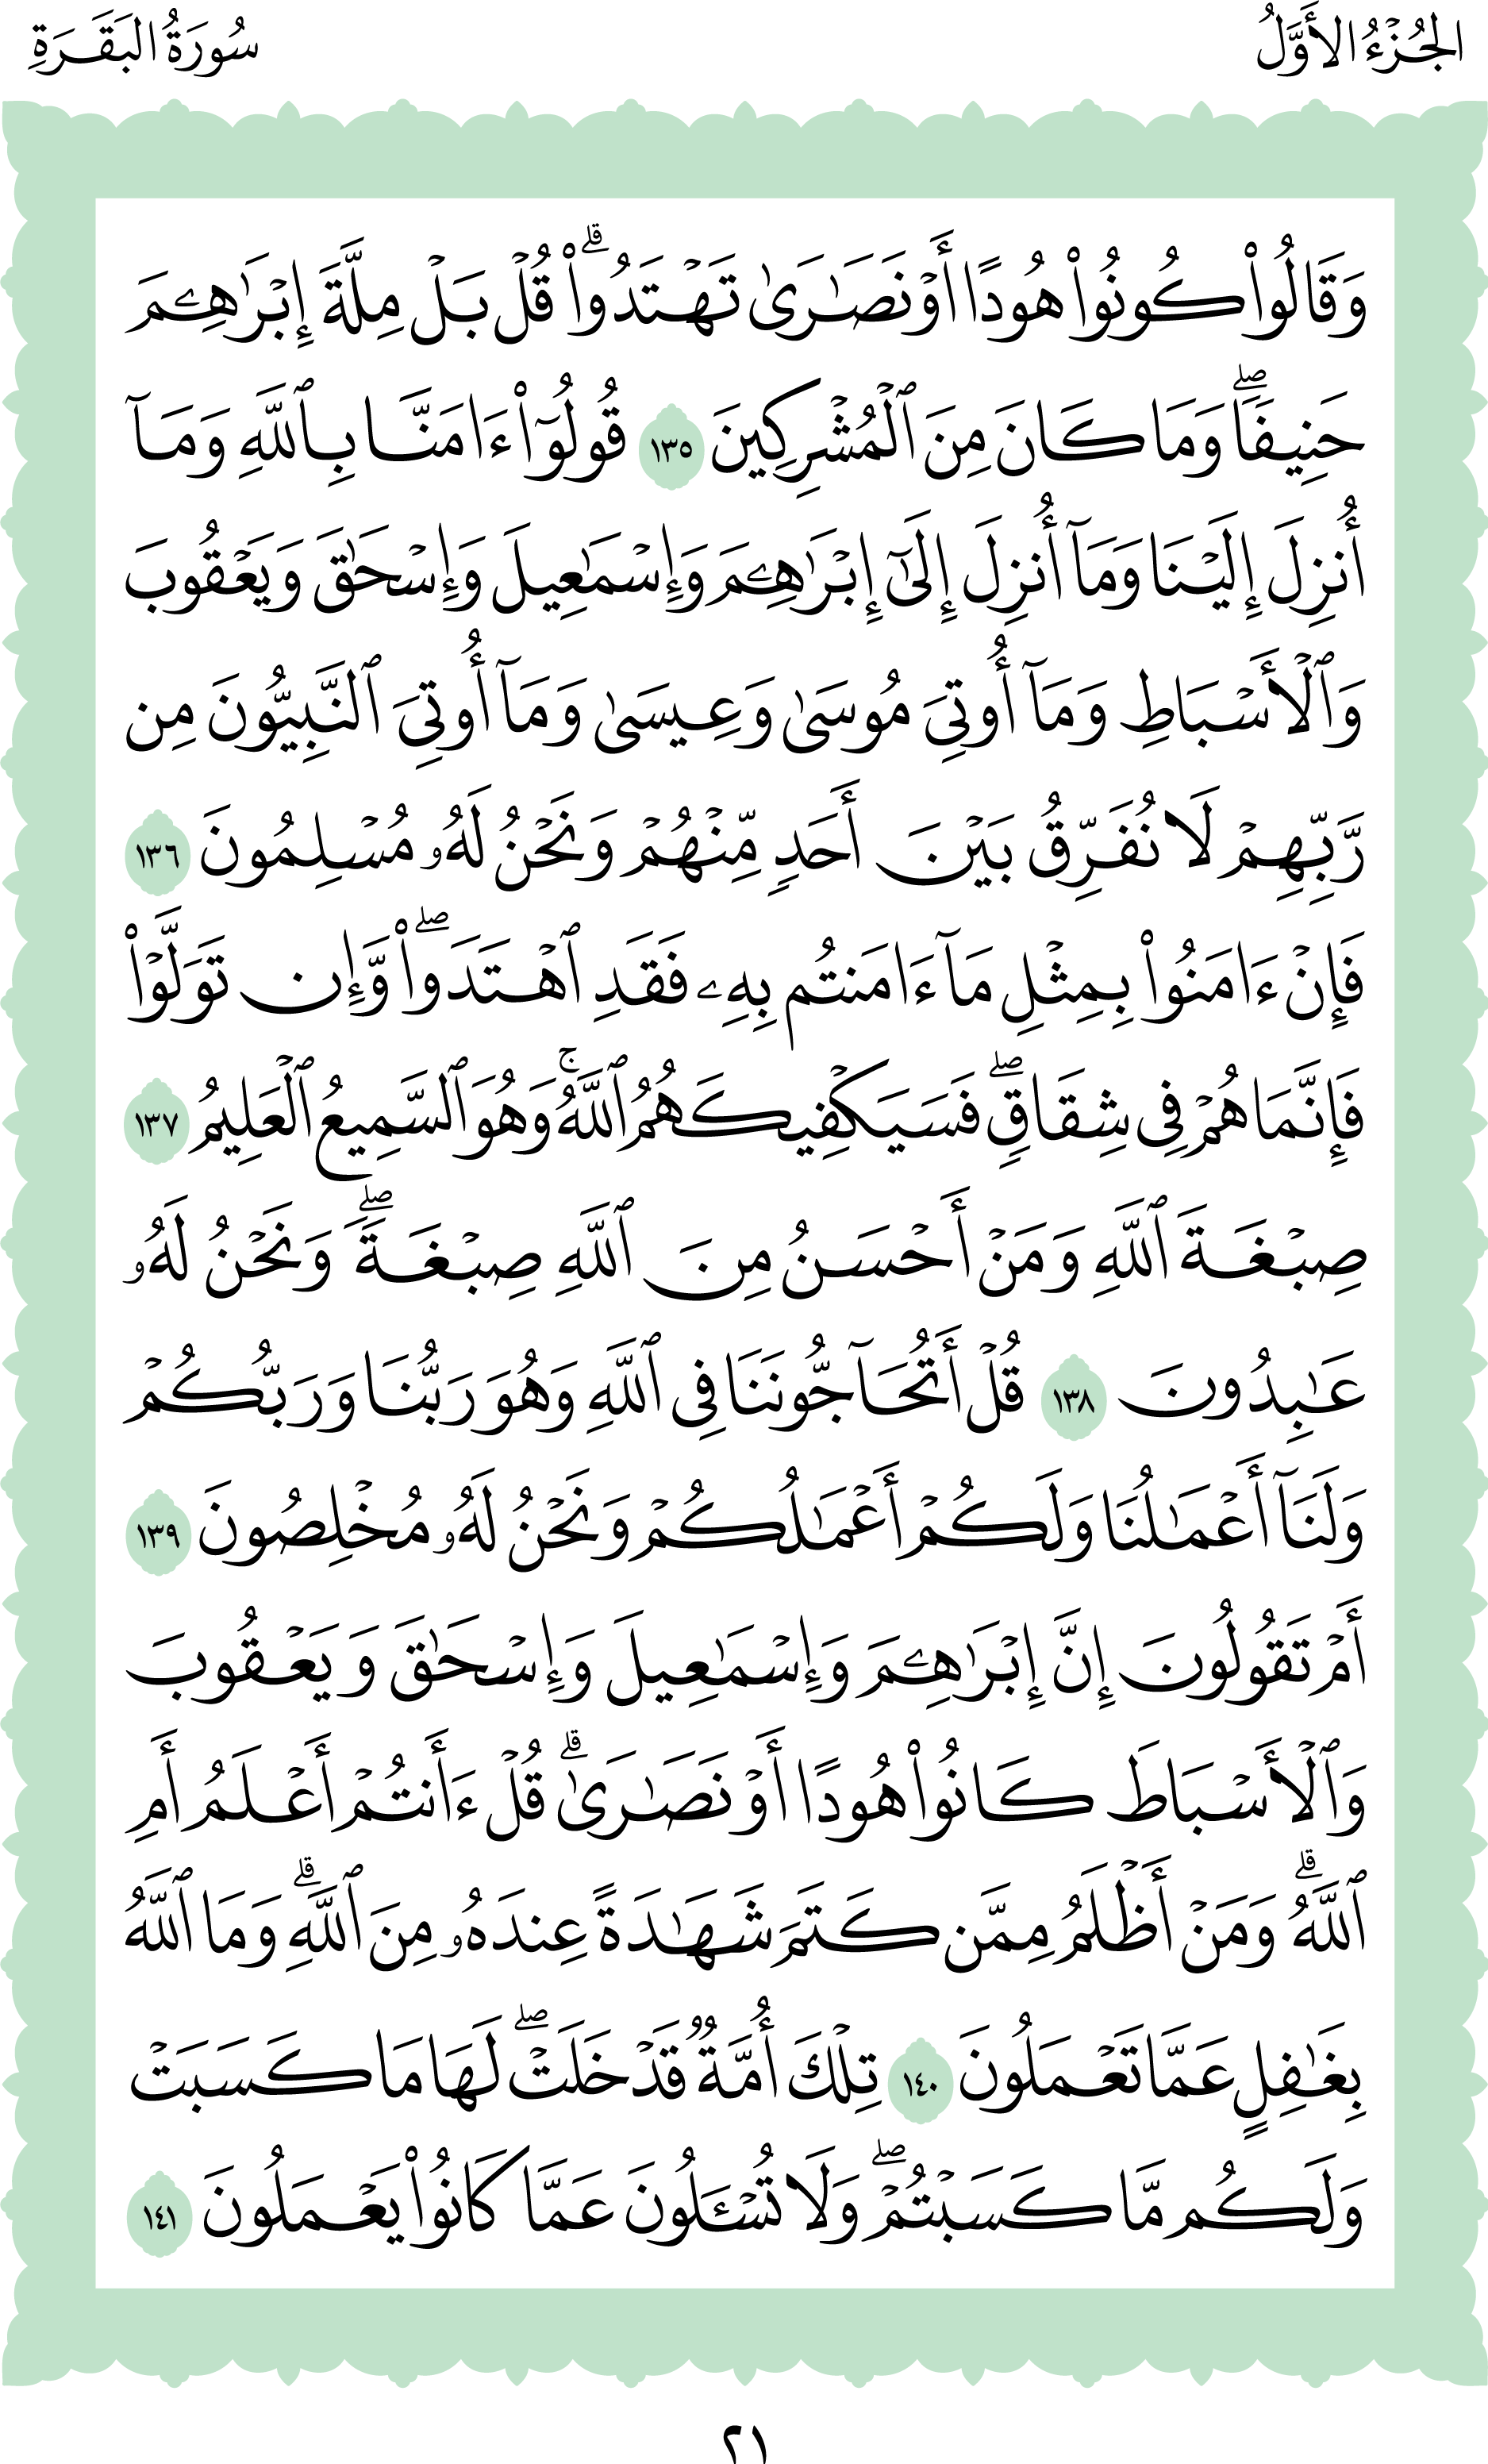 الجُزْءُ الأَوَّلُ
سُورَةُ البَقَرَةِ
وَقَالُواْ كُونُواْ هُودًا أَوۡ نَصَٰرَىٰ تَهۡتَدُواْۗ قُلۡ بَلۡ مِلَّةَ إِبۡرَٰهِـۧمَ
حَنِيفٗاۖ وَمَا كَانَ مِنَ ٱلۡمُشۡرِكِينَ ١٣٥ قُولُوٓاْ ءَامَنَّا بِٱللَّهِ وَمَآ
أُنزِلَ إِلَيۡنَا وَمَآ أُنزِلَ إِلَىٰٓ إِبۡرَٰهِـۧمَ وَإِسۡمَٰعِيلَ وَإِسۡحَٰقَ وَيَعۡقُوبَ
وَٱلۡأَسۡبَاطِ وَمَآ أُوتِيَ مُوسَىٰ وَعِيسَىٰ وَمَآ أُوتِيَ ٱلنَّبِيُّونَ مِن
رَّبِّهِمۡ لَا نُفَرِّقُ بَيۡنَ أَحَدٖ مِّنۡهُمۡ وَنَحۡنُ لَهُۥ مُسۡلِمُونَ ١٣٦
فَإِنۡ ءَامَنُواْ بِمِثۡلِ مَآ ءَامَنتُم بِهِۦ فَقَدِ ٱهۡتَدَواْۖ وَّإِن تَوَلَّوۡاْ
فَإِنَّمَا هُمۡ فِي شِقَاقٖۖ فَسَيَكۡفِيكَهُمُ ٱللَّهُۚ وَهُوَ ٱلسَّمِيعُ ٱلۡعَلِيمُ ١٣٧
صِبۡغَةَ ٱللَّهِ وَمَنۡ أَحۡسَنُ مِنَ ٱللَّهِ صِبۡغَةٗۖ وَنَحۡنُ لَهُۥ
عَٰبِدُونَ ١٣٨ قُلۡ أَتُحَآجُّونَنَا فِي ٱللَّهِ وَهُوَ رَبُّنَا وَرَبُّكُمۡ
وَلَنَآ أَعۡمَٰلُنَا وَلَكُمۡ أَعۡمَٰلُكُمۡ وَنَحۡنُ لَهُۥ مُخۡلِصُونَ ١٣٩
أَمۡ تَقُولُونَ إِنَّ إِبۡرَٰهِـۧمَ وَإِسۡمَٰعِيلَ وَإِسۡحَٰقَ وَيَعۡقُوبَ
وَٱلۡأَسۡبَاطَ كَانُواْ هُودًا أَوۡ نَصَٰرَىٰۗ قُلۡ ءَأَنتُمۡ أَعۡلَمُ أَمِ
ٱللَّهُۗ وَمَنۡ أَظۡلَمُ مِمَّن كَتَمَ شَهَٰدَةً عِندَهُۥ مِنَ ٱللَّهِۗ وَمَا ٱللَّهُ
بِغَٰفِلٍ عَمَّا تَعۡمَلُونَ ١٤٠ تِلۡكَ أُمَّةٞ قَدۡ خَلَتۡۖ لَهَا مَا كَسَبَتۡ
وَلَكُم مَّا كَسَبۡتُمۡۖ وَلَا تُسۡـَٔلُونَ عَمَّا كَانُواْ يَعۡمَلُونَ ١٤١
٢١